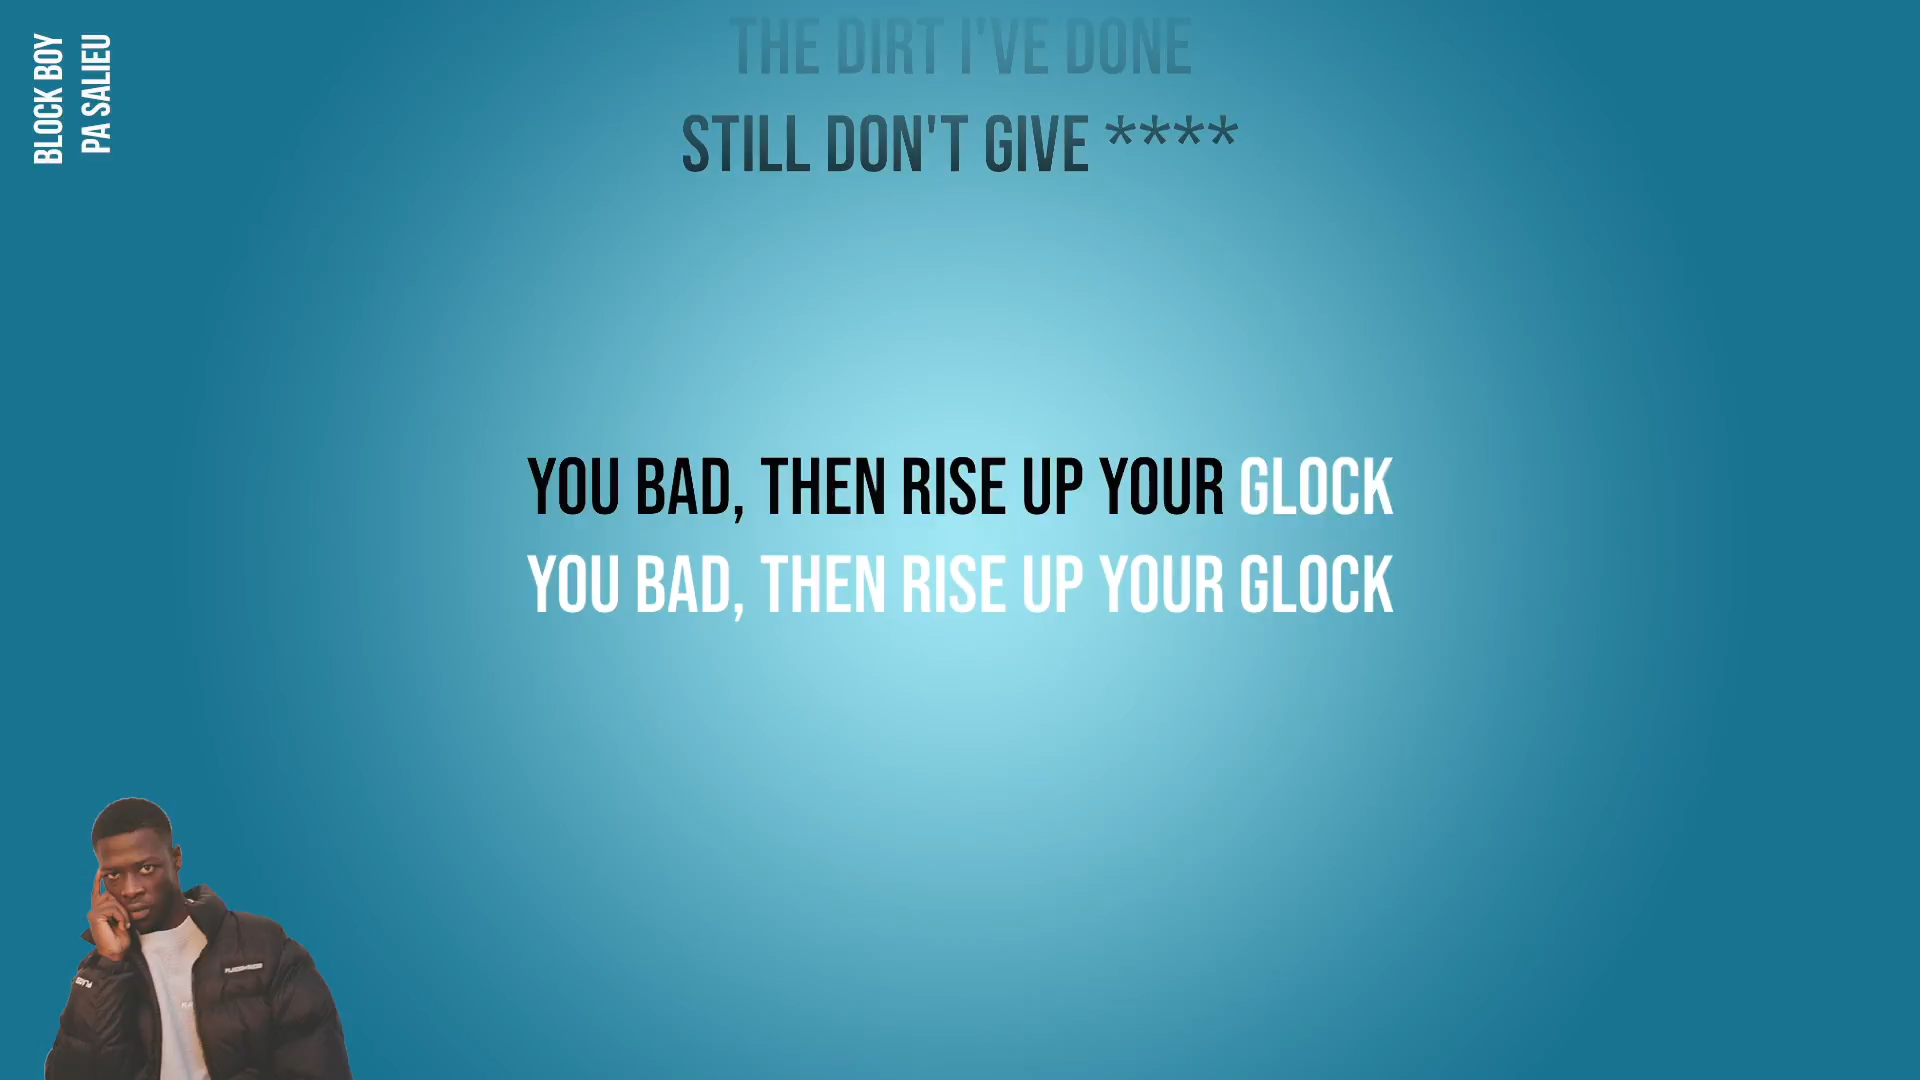 BLOCK BOY
PA SALIEU
THE DIRT I'VE DONE
STILL DON'T GIVE ****
YOU BAD, THEN RISE UP YOUR GLOCK
YOU BAD, THEN RISE UP YOUR GLOCK